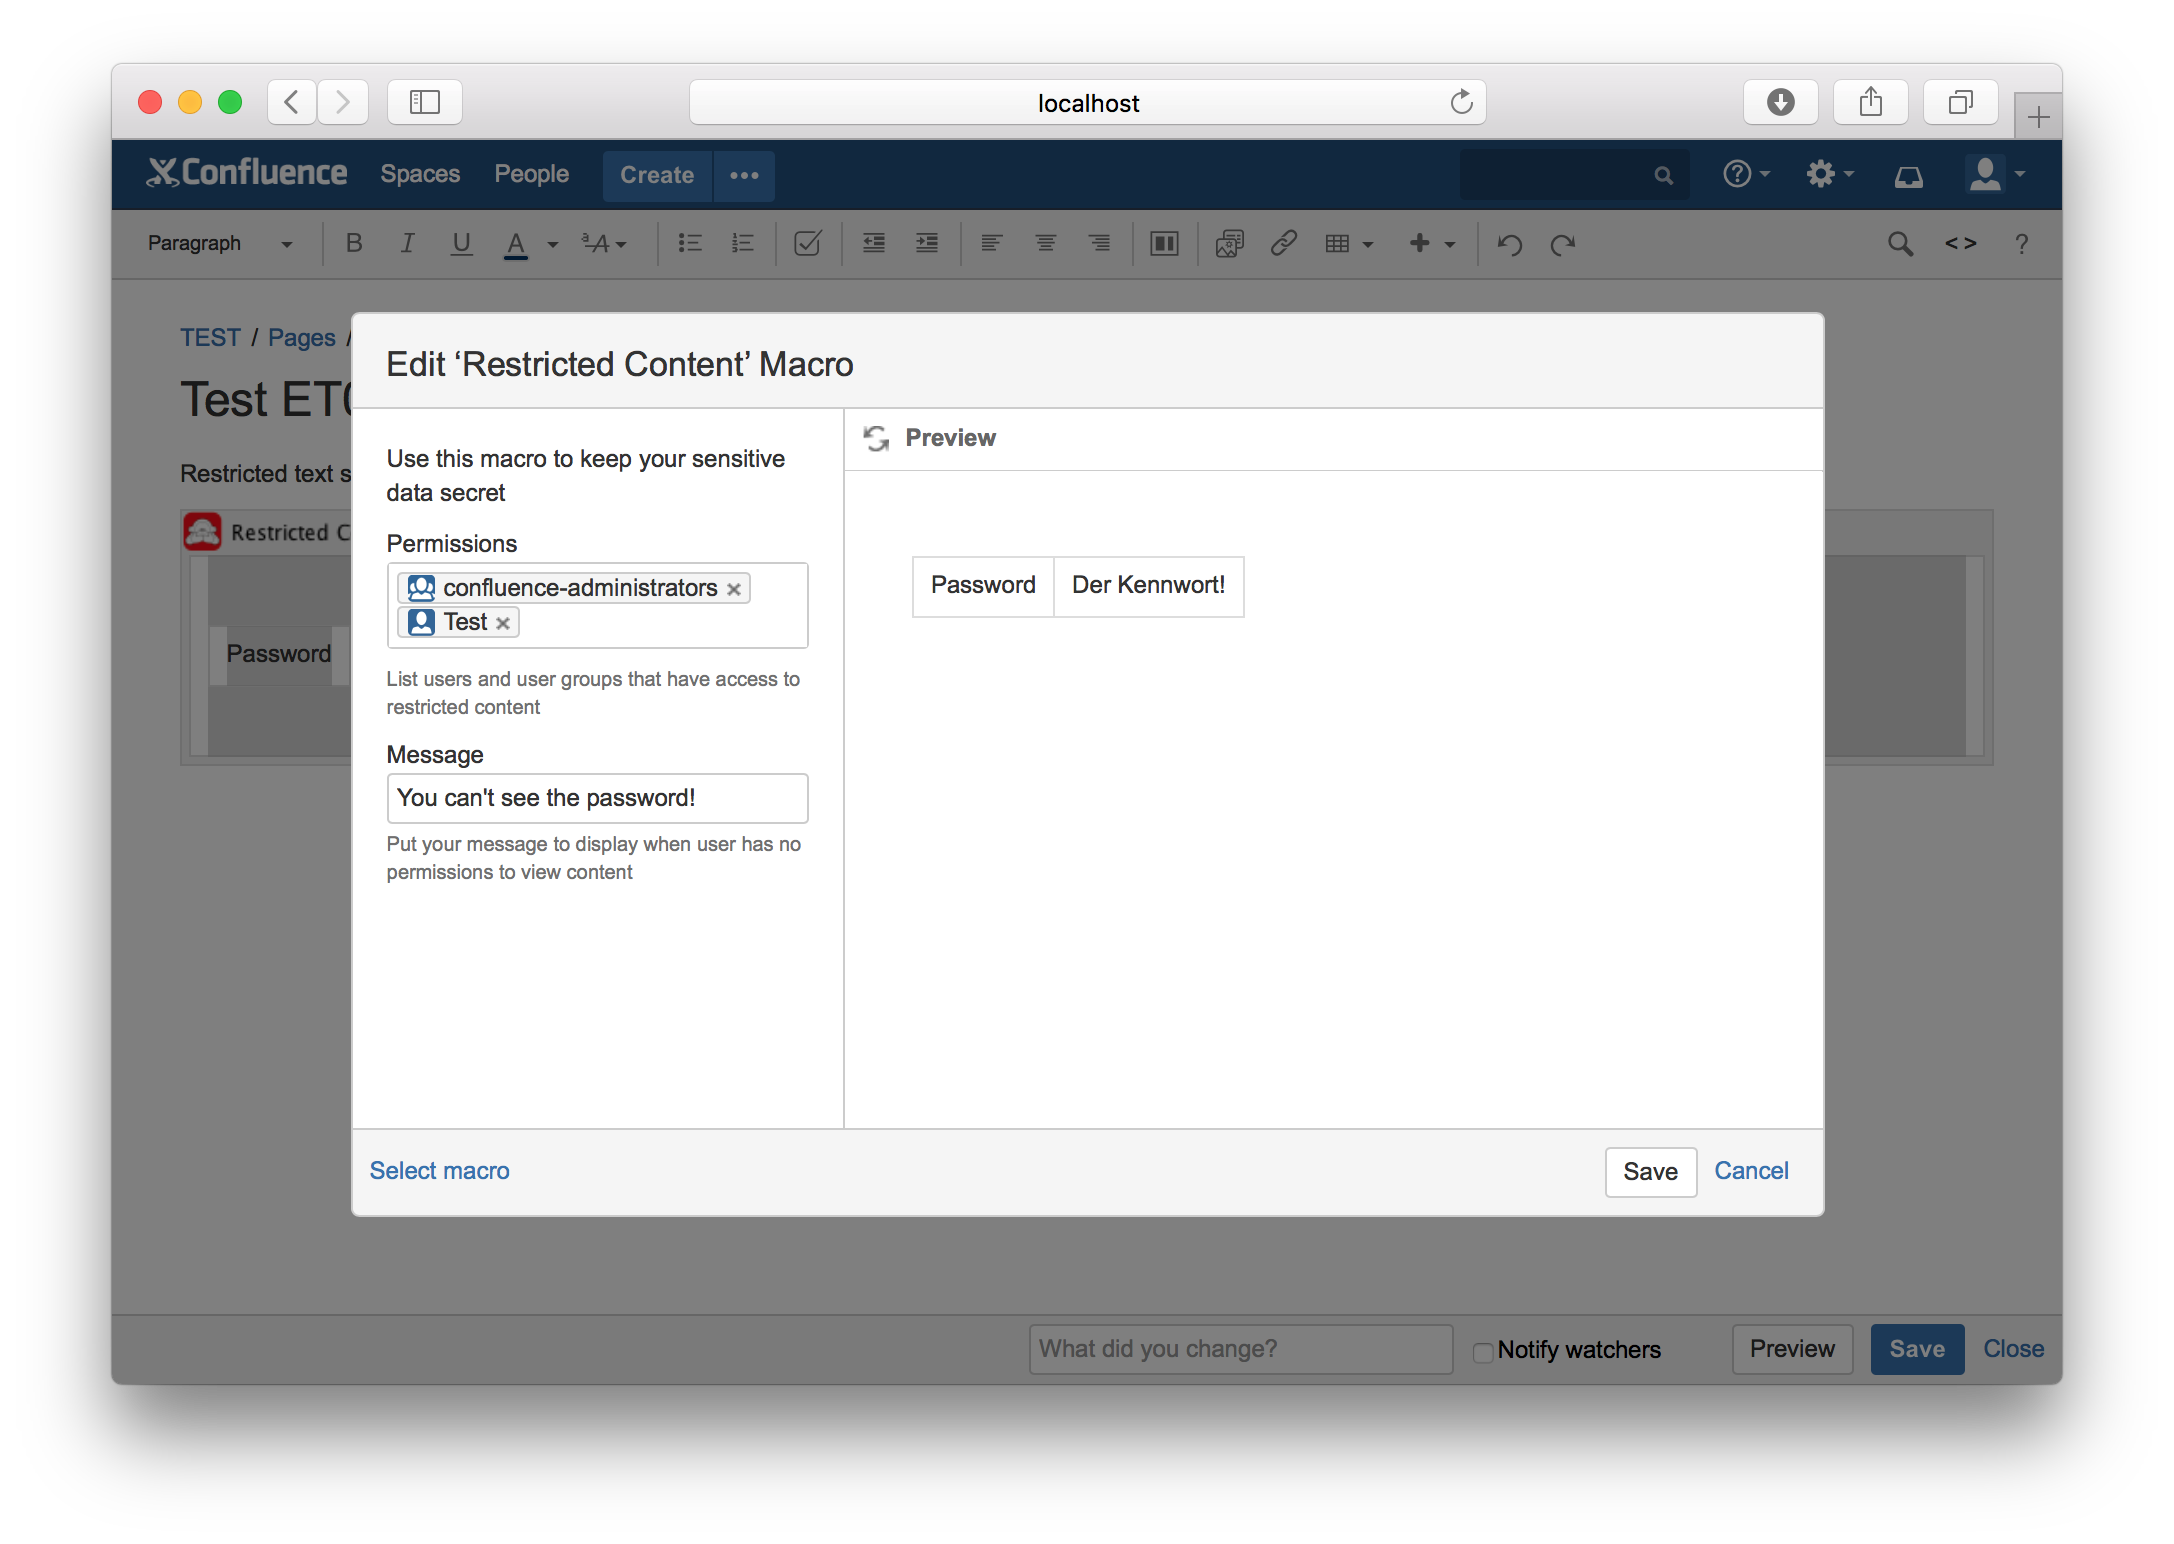 localhost
Confluence Spaces People Create •••
Paragraph B I U A ªA < > ?
TEST / Pages /
Test ET
Restricted text s
Restricted C
Password
Edit ‘Restricted Content’ Macro
Use this macro to keep your sensitive
data secret
Permissions
confluence-administrators ×
Test ×
List users and user groups that have access to
restricted content
Message
You can't see the password!
Put your message to display when user has no
permissions to view content
Preview
Password Der Kennwort!
Select macro Save Cancel
What did you change? Notify watchers Preview Save Close